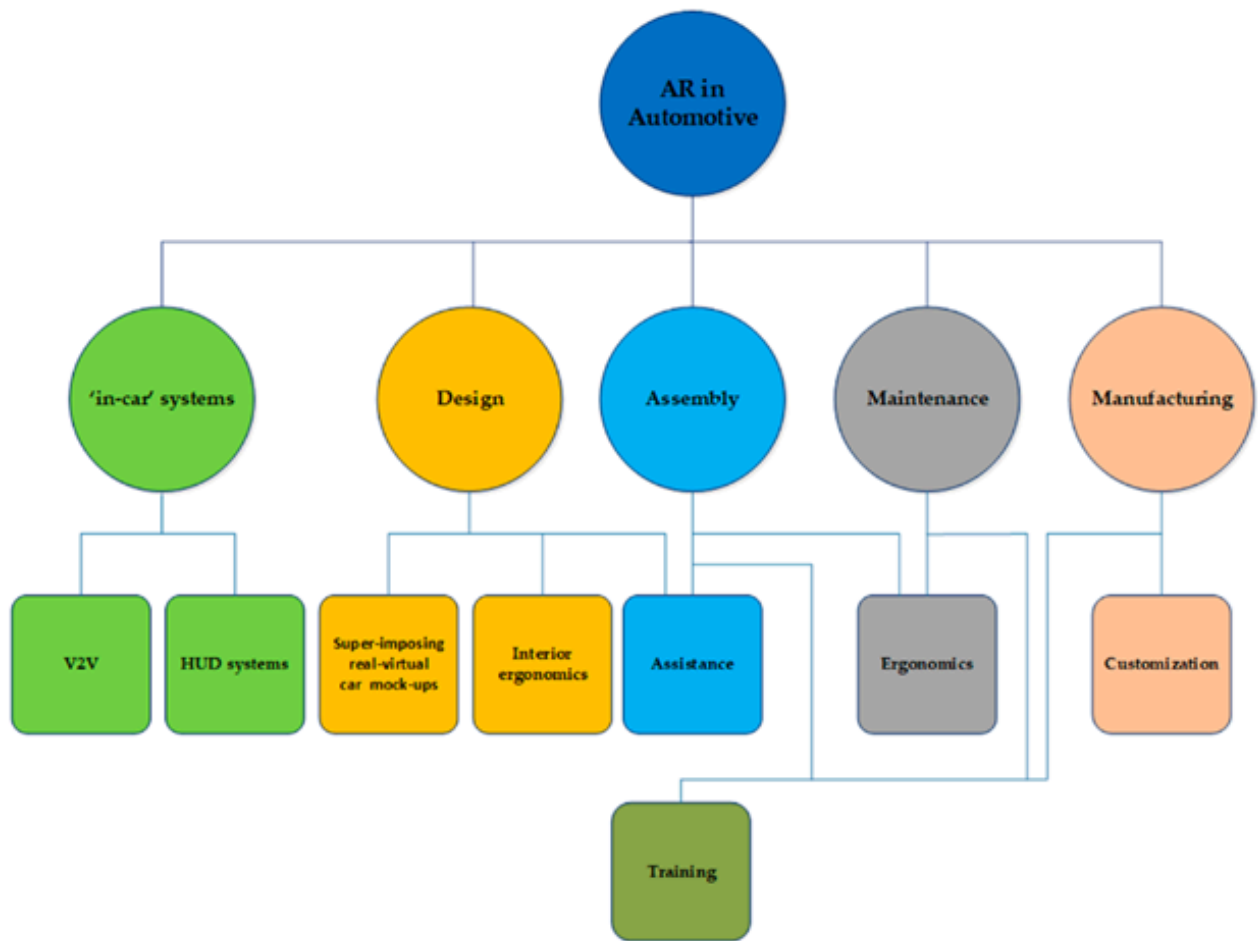 AR in
Automotive
'in-car' systems
Design
Assembly
Maintenance
Manufacturing
V2V
HUD systems
Super-imposing
real-virtual
car mock-ups
Interior
ergonomics
Assistance
Ergonomics
Customization
Training